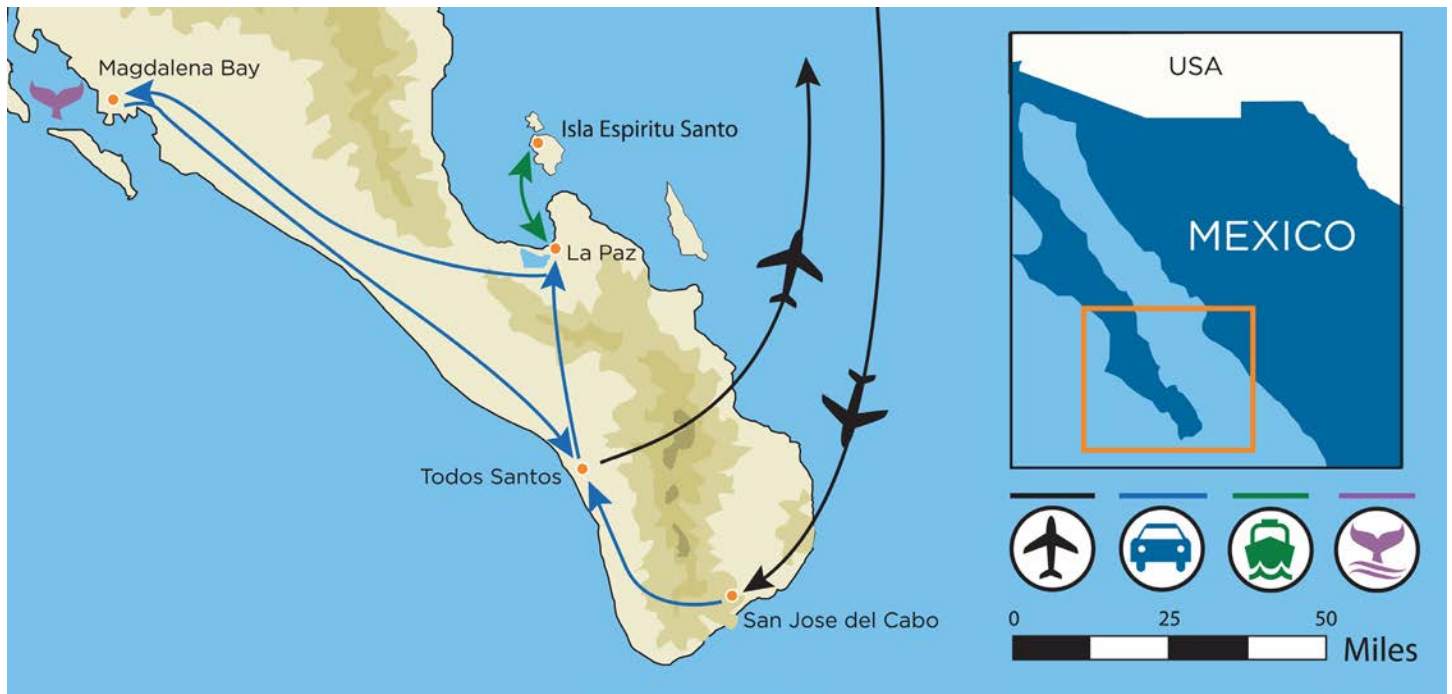 Magdalena Bay
Isla Espiritu Santo
La Paz
Todos Santos
San Jose del Cabo
USA
MEXICO
0 25 50
Miles